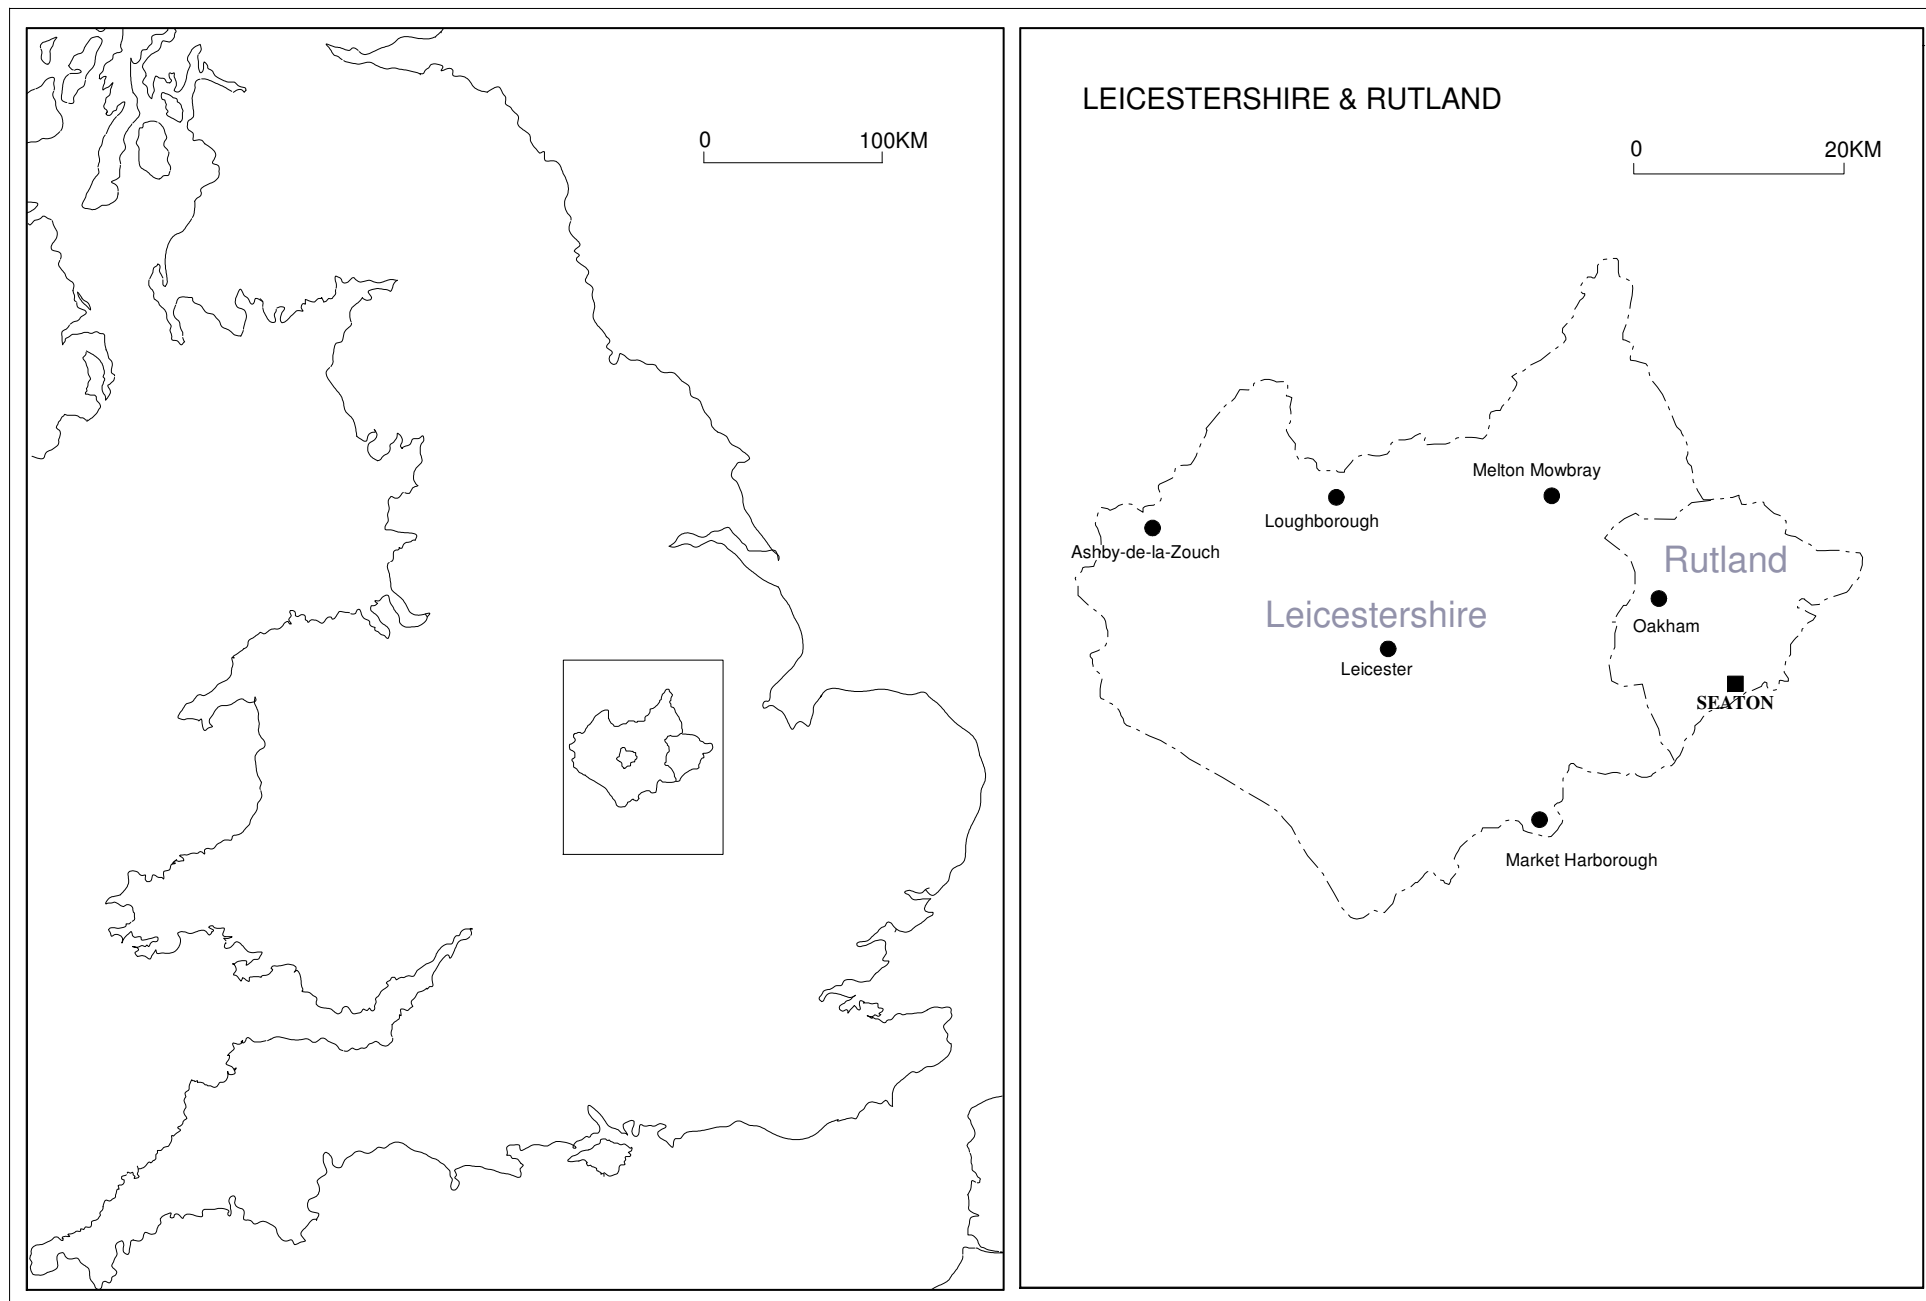 0 100KM
LEICESTERSHIRE & RUTLAND
0 20KM
Melton Mowbray
Loughborough
Ashby-de-la-Zouch
Rutland
Leicestershire
Oakham
Leicester
SEATON
Market Harborough